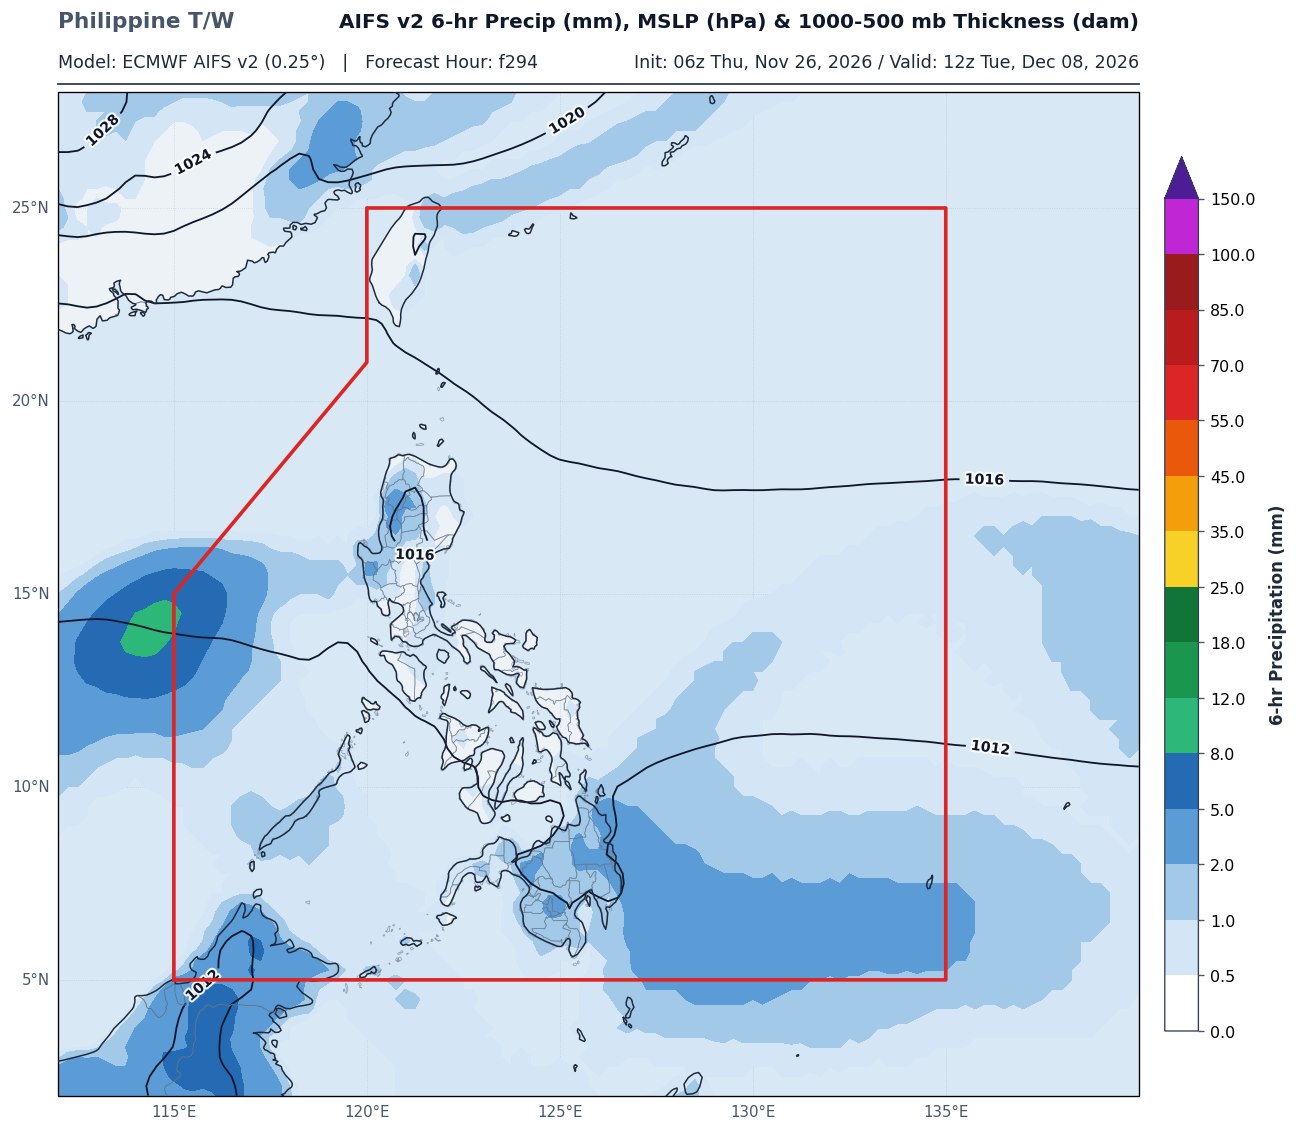 Philippine T/W
AIFS v2 6-hr Precip (mm), MSLP (hPa) & 1000-500 mb Thickness (dam)
Model: ECMWF AIFS v2 (0.25°) | Forecast Hour: f294
Init: 06z Thu, Nov 26, 2026 / Valid: 12z Tue, Dec 08, 2026
1028
1024
1020
1016
1016
1012
1012
25°N
20°N
15°N
10°N
5°N
115°E
120°E
125°E
130°E
135°E
150.0
100.0
85.0
70.0
55.0
45.0
35.0
25.0
18.0
12.0
8.0
5.0
2.0
1.0
0.5
0.0
6-hr Precipitation (mm)